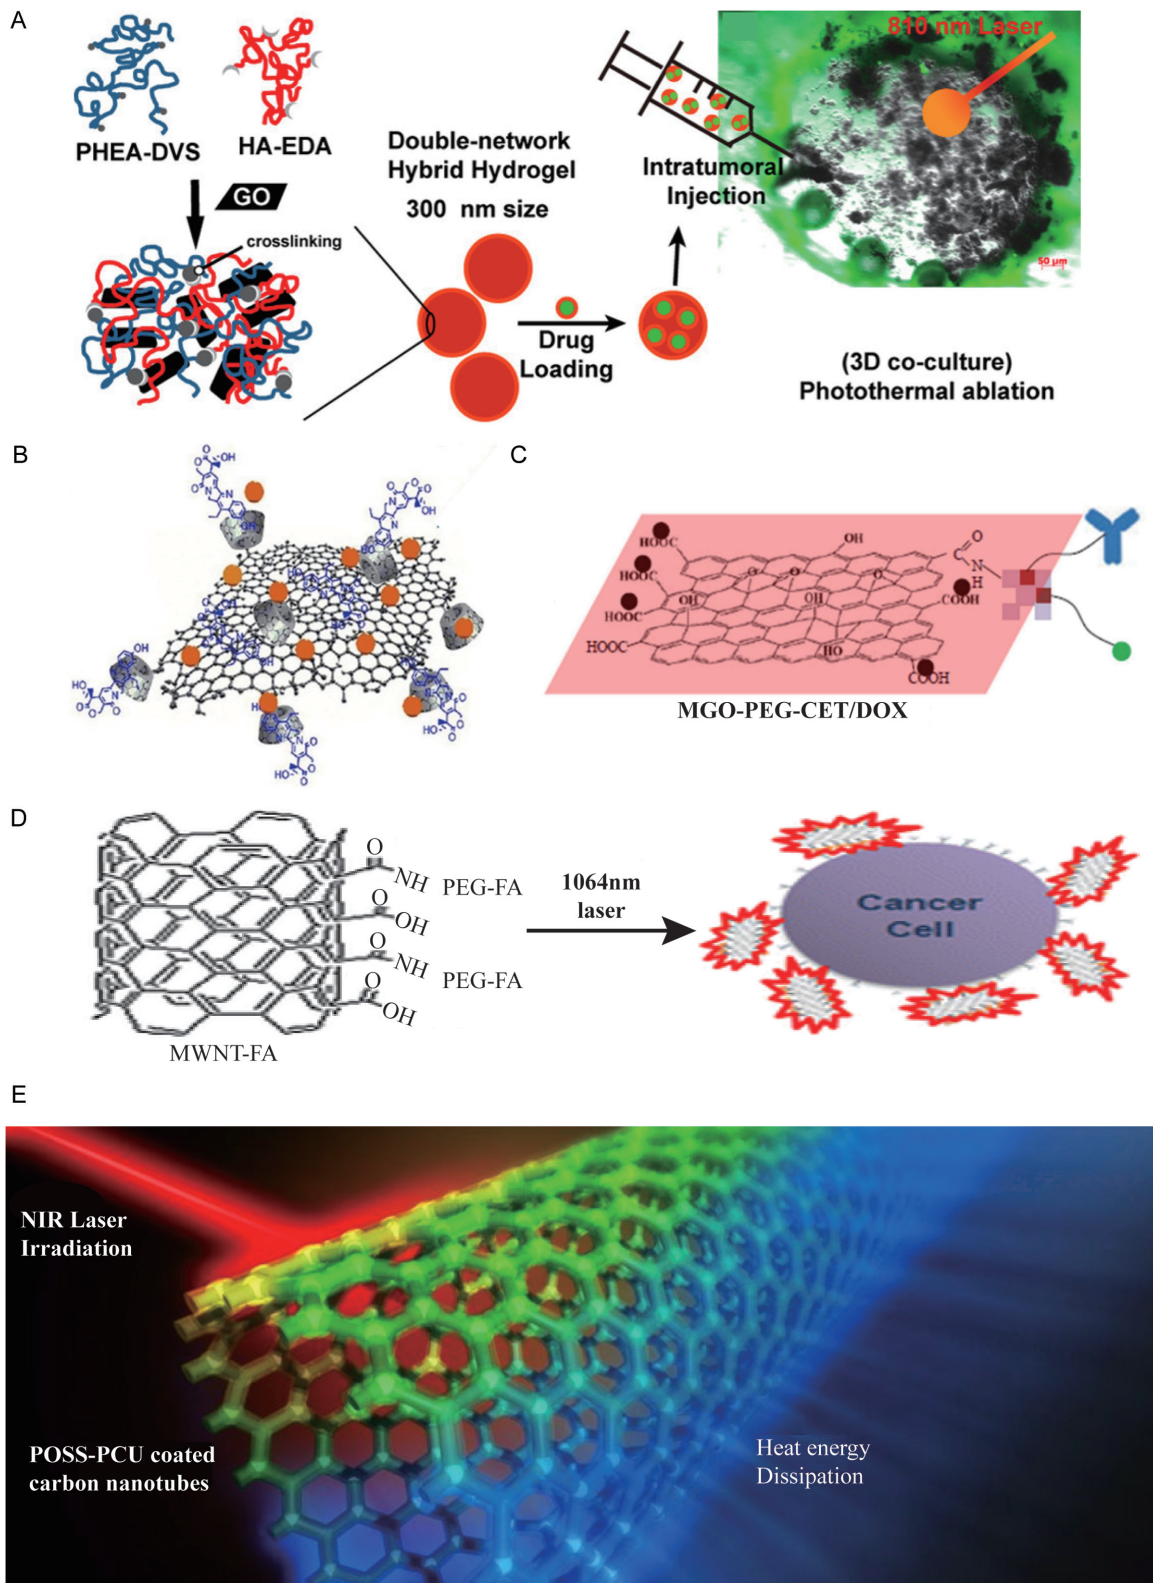 A
PHEA-DVS
HA-EDA
GO
crosslinking
Double-network
Hybrid Hydrogel
300 nm size
Drug
Loading
Intratumoral
Injection
810 nm Laser
50 µm
(3D co-culture)
Photothermal ablation
B
C
HOOC
HOOC
HOOC
HOOC
HOOC
OH
O
C
N
H
O
O
O
OH
OH
HO
COOH
COOH
MGO-PEG-CET/DOX
D
O
NH
PEG-FA
O
OH
O
NH
PEG-FA
O
OH
MWNT-FA
1064nm
laser
Cancer
Cell
E
NIR Laser
Irradiation
POSS-PCU coated
carbon nanotubes
Heat energy
Dissipation